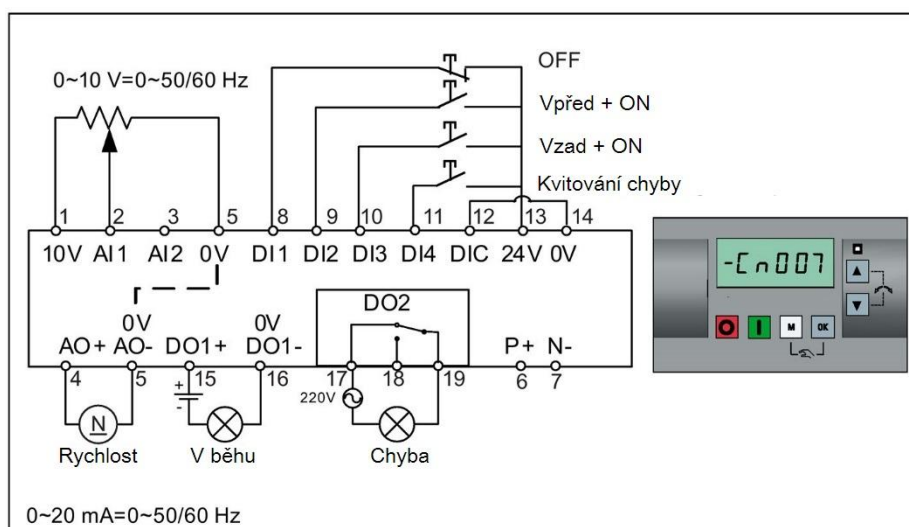 OFF
0~10 V=0~50/60 Hz
Vpřed + ON
Vzad + ON
Kvitování chyby
1 2 3 5 8 9 10 11 12 13 14
10V AI1 AI2 0V DI1 DI2 DI3 DI4 DIC 24V 0V
-Cn007
M OK
DO2
0V 0V
AO+ AO- DO1+ DO1- P+ N-
4 5 15 16 17 18 19 6 7
+
-
220V
N
Rychlost V běhu Chyba
0~20 mA=0~50/60 Hz